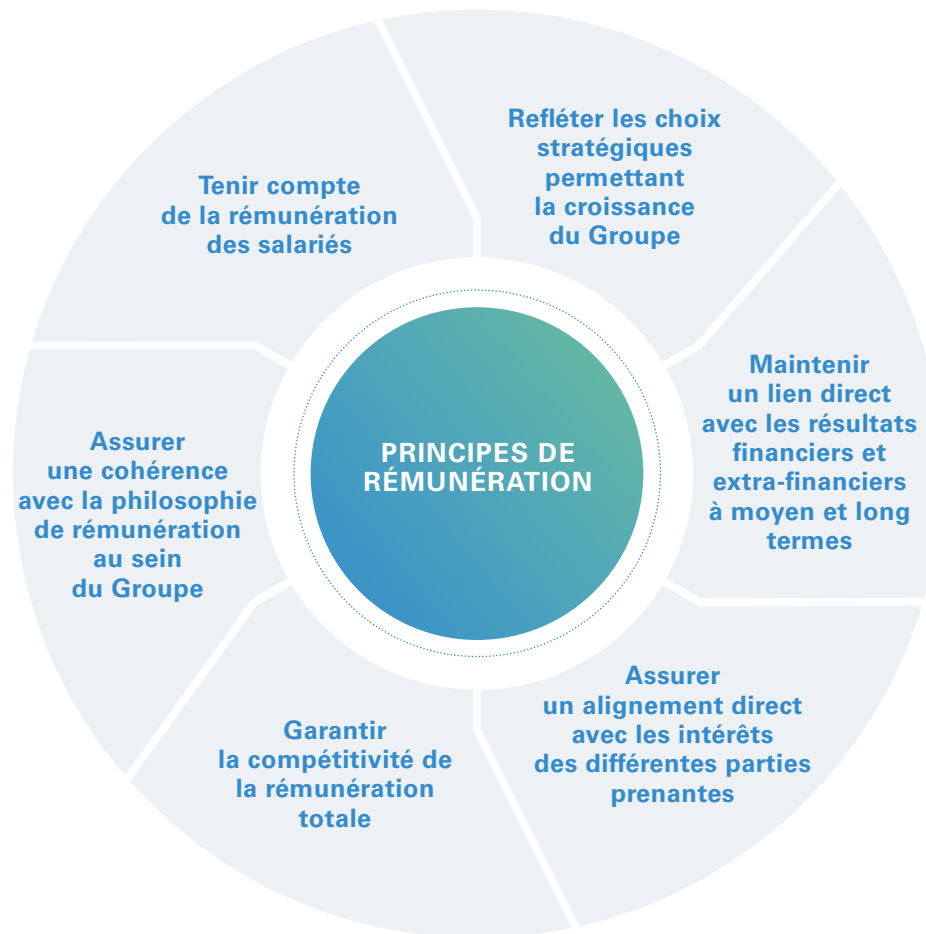 Refléter les choix
stratégiques
permettant
la croissance
du Groupe
Maintenir
un lien direct
avec les résultats
financiers et
extra-financiers
à moyen et long
termes
Assurer
un alignement direct
avec les intérêts
des différentes parties
prenantes
Garantir
la compétitivité de
la rémunération
totale
Assurer
une cohérence
avec la philosophie
de rémunération
au sein
du Groupe
Tenir compte
de la rémunération
des salariés
PRINCIPES DE
RÉMUNÉRATION